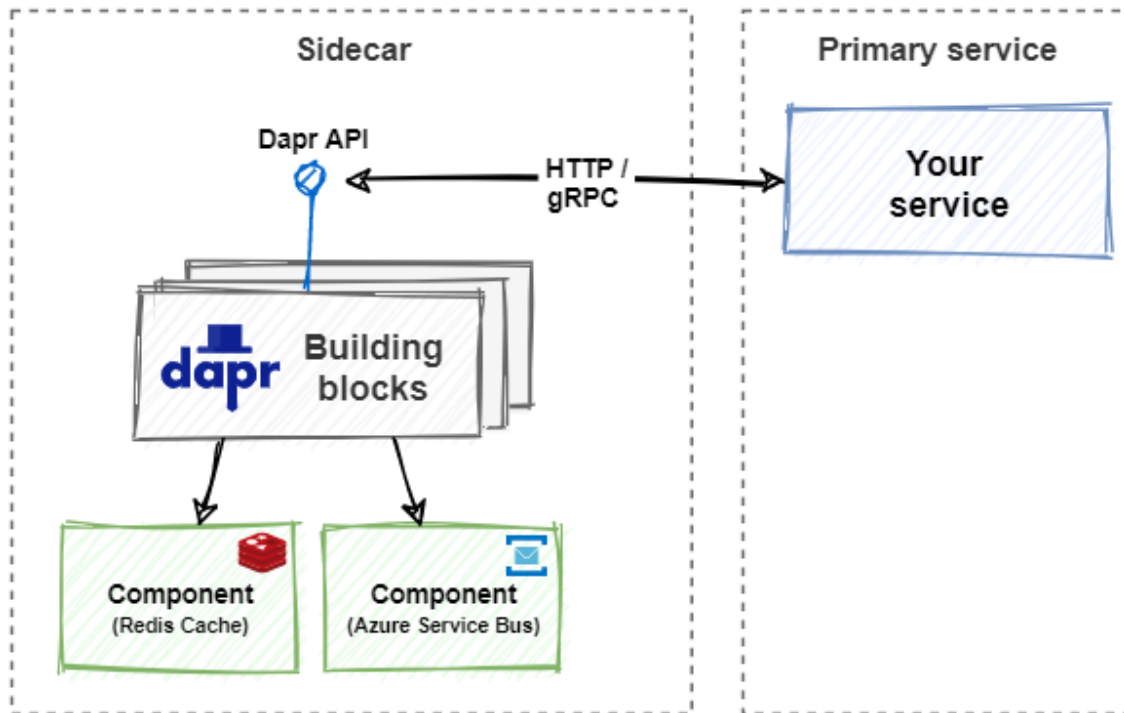 Sidecar
Primary service
Dapr API
HTTP /
gRPC
Your
service
dapr
Building
blocks
Component
(Redis Cache)
Component
(Azure Service Bus)